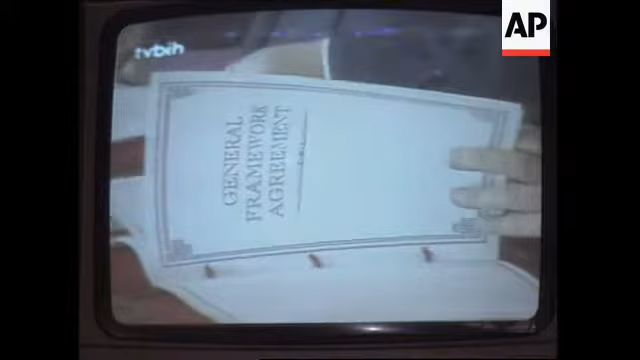 tvbih
AP
GENERAL
FRAMEWORK
AGREEMENT